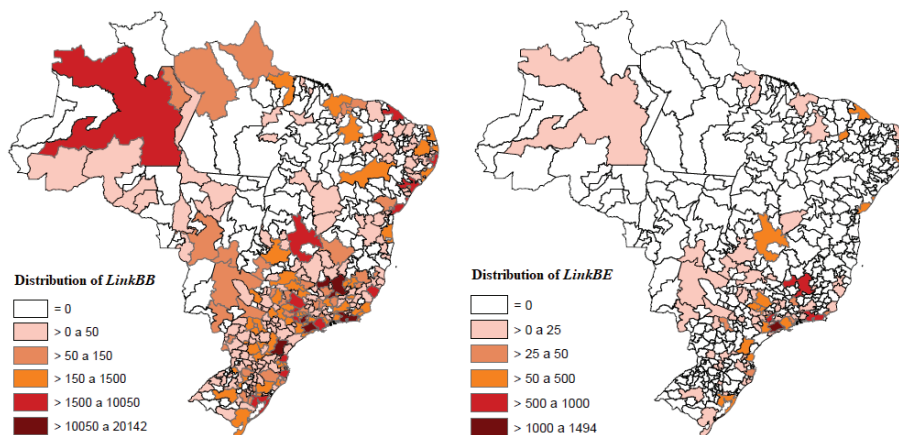 Distribution of LinkBB
= 0
> 0 a 50
> 50 a 150
> 150 a 1500
> 1500 a 10050
> 10050 a 20142
Distribution of LinkBE
= 0
> 0 a 25
> 25 a 50
> 50 a 500
> 500 a 1000
> 1000 a 1494